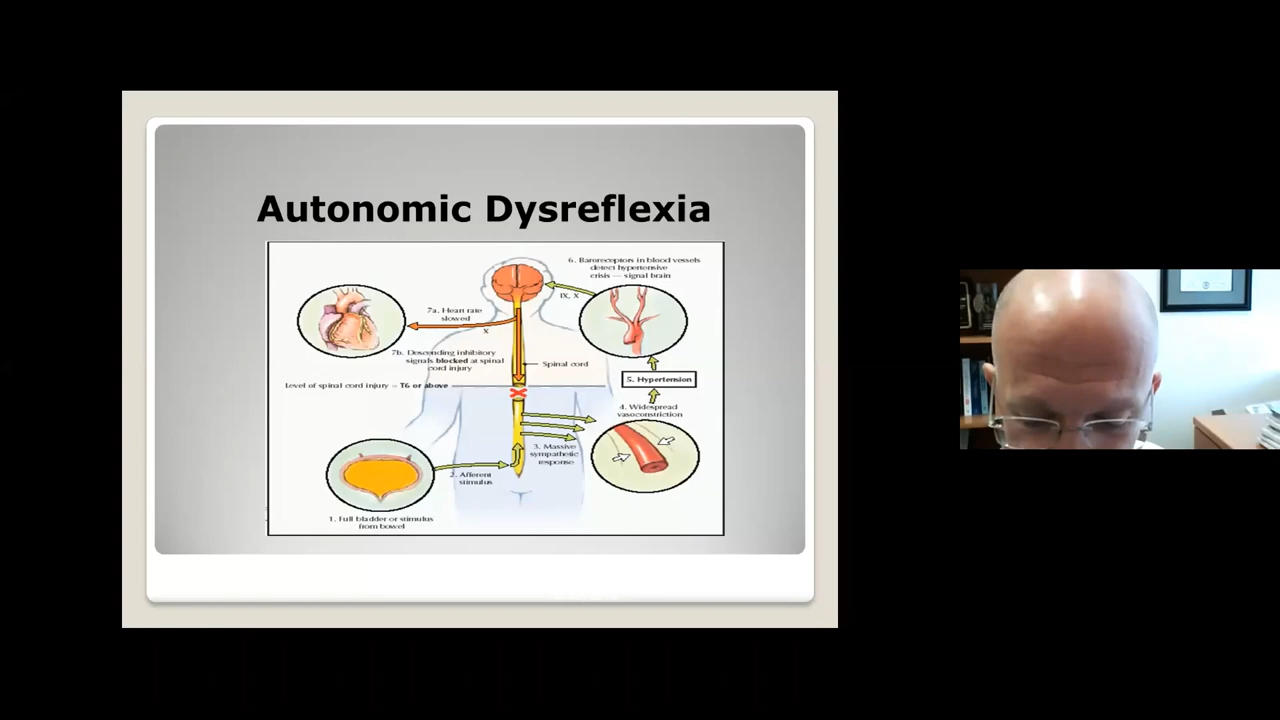 Autonomic Dysreflexia
6. Baroreceptors in blood vessels
detect hypertensive
crisis — signal brain
IX, X
7a. Heart rate
slowed
X
7b. Descending inhibitory
signals blocked at spinal
cord injury
Spinal cord
Level of spinal cord injury – T6 or above
5. Hypertension
4. Widespread
vasoconstriction
3. Massive
sympathetic
response
2. Afferent
stimulus
1. Full bladder or stimulus
from bowel